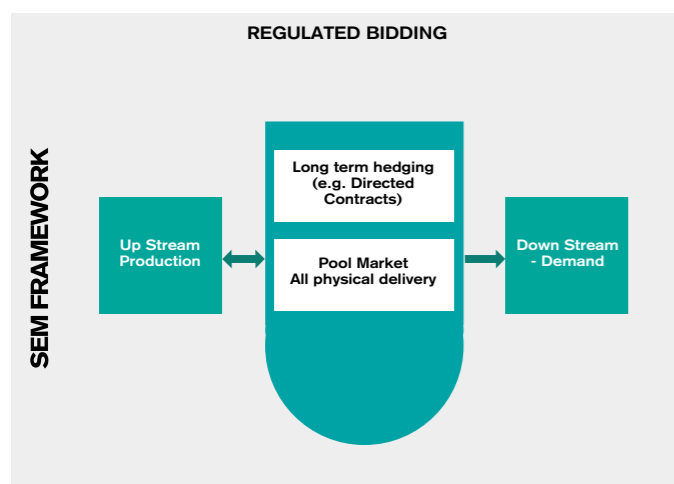 REGULATED BIDDING
SEM FRAMEWORK
Long term hedging
(e.g. Directed
Contracts)
Up Stream
Production
Pool Market
All physical delivery
Down Stream
- Demand